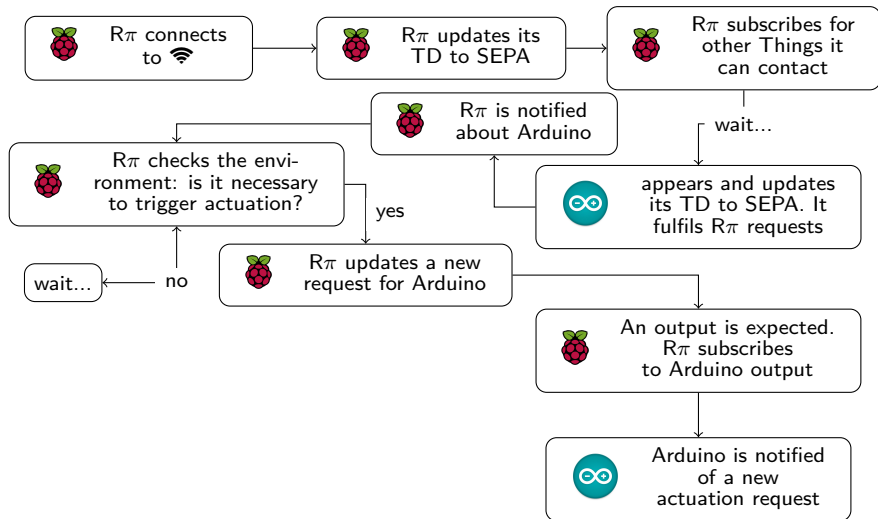 Rπ connects
to
Rπ updates its
TD to SEPA
Rπ subscribes for
other Things it
can contact
wait...
appears and updates
its TD to SEPA. It
fulfils Rπ requests
Rπ is notified
about Arduino
Rπ checks the envi-
ronment: is it necessary
to trigger actuation?
no
wait...
yes
Rπ updates a new
request for Arduino
An output is expected.
Rπ subscribes
to Arduino output
Arduino is notified
of a new
actuation request